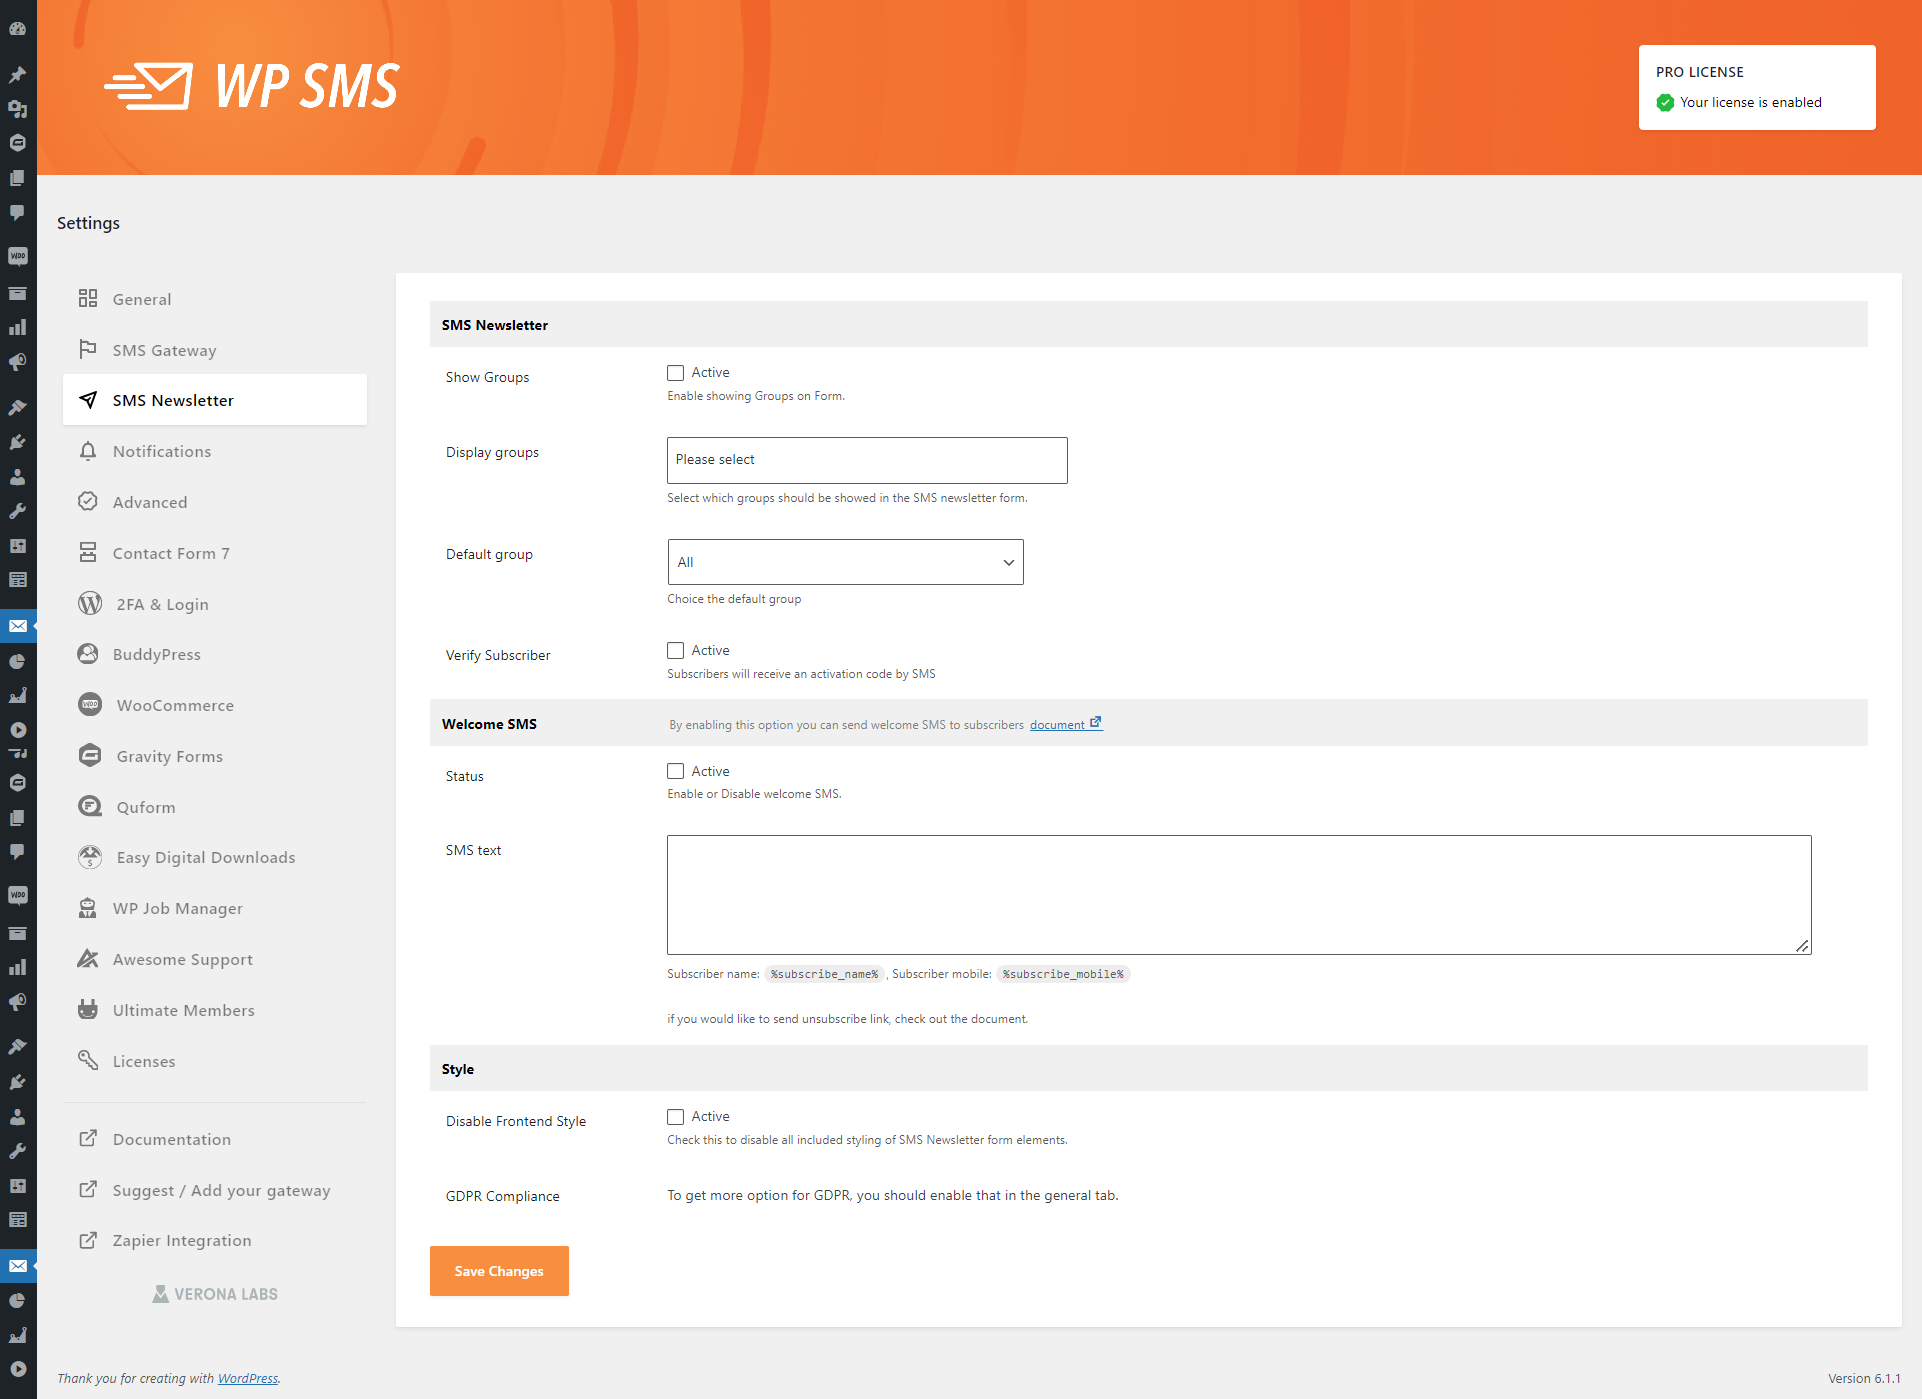 WP SMS
PRO LICENSE
Your license is enabled
Settings
General
SMS Gateway
SMS Newsletter
Notifications
Advanced
Contact Form 7
2FA & Login
BuddyPress
WooCommerce
Gravity Forms
Quform
Easy Digital Downloads
WP Job Manager
Awesome Support
Ultimate Members
Licenses
Documentation
Suggest / Add your gateway
Zapier Integration
VERONA LABS
SMS Newsletter
Show Groups
Active
Enable showing Groups on Form.
Display groups
Please select
Select which groups should be showed in the SMS newsletter form.
Default group
All
Choice the default group
Verify Subscriber
Active
Subscribers will receive an activation code by SMS
Welcome SMS
By enabling this option you can send welcome SMS to subscribers document
Status
Active
Enable or Disable welcome SMS.
SMS text
Subscriber name: %subscribe_name% , Subscriber mobile: %subscribe_mobile%
if you would like to send unsubscribe link, check out the document.
Style
Disable Frontend Style
Active
Check this to disable all included styling of SMS Newsletter form elements.
GDPR Compliance
To get more option for GDPR, you should enable that in the general tab.
Save Changes
Thank you for creating with WordPress.
Version 6.1.1